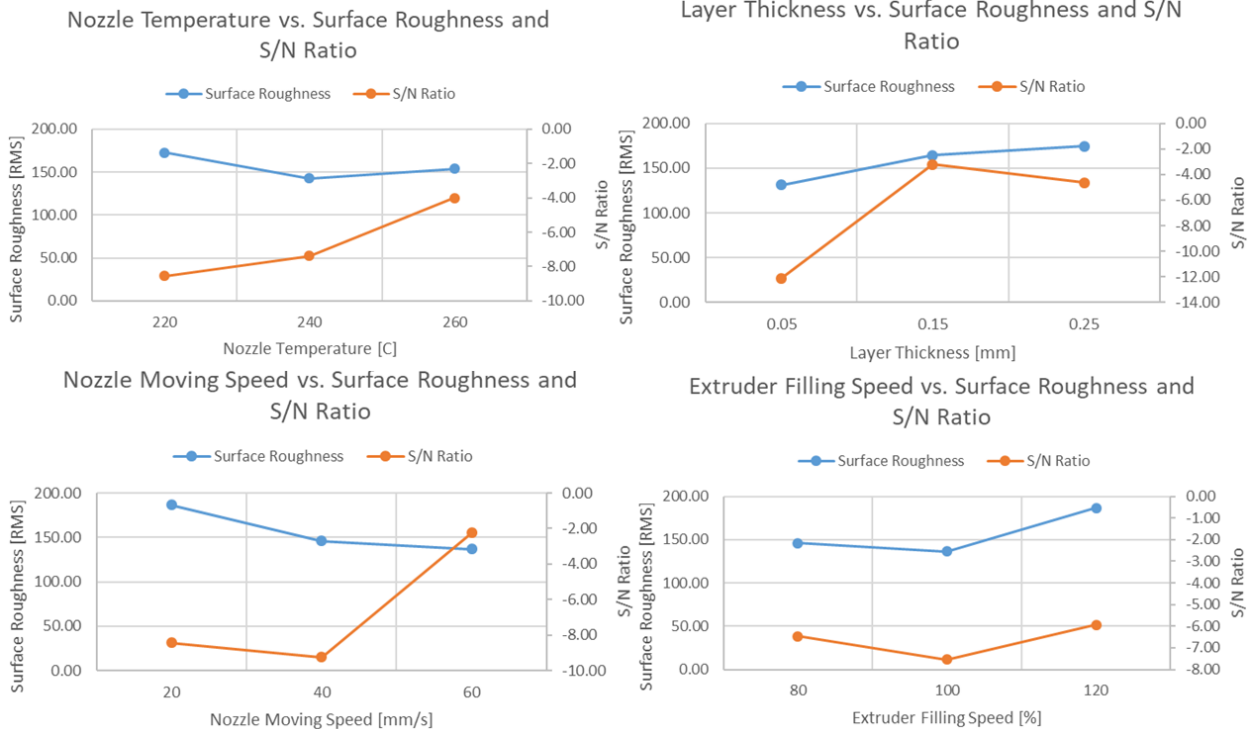 Nozzle Temperature vs. Surface Roughness and
S/N Ratio
Surface Roughness S/N Ratio
200.00
150.00
100.00
50.00
0.00
Surface Roughness [RMS]
0.00
-2.00
-4.00
-6.00
-8.00
-10.00
S/N Ratio
220 240 260
Nozzle Temperature [C]
Layer Thickness vs. Surface Roughness and S/N
Ratio
Surface Roughness S/N Ratio
200.00
150.00
100.00
50.00
0.00
Surface Roughness [RMS]
0.00
-2.00
-4.00
-6.00
-8.00
-10.00
-12.00
-14.00
S/N Ratio
0.05 0.15 0.25
Layer Thickness [mm]
Nozzle Moving Speed vs. Surface Roughness and
S/N Ratio
Surface Roughness S/N Ratio
200.00
150.00
100.00
50.00
0.00
Surface Roughness [RMS]
0.00
-2.00
-4.00
-6.00
-8.00
-10.00
S/N Ratio
20 40 60
Nozzle Moving Speed [mm/s]
Extruder Filling Speed vs. Surface Roughness and
S/N Ratio
Surface Roughness S/N Ratio
200.00
150.00
100.00
50.00
0.00
Surface Roughness [RMS]
0.00
-1.00
-2.00
-3.00
-4.00
-5.00
-6.00
-7.00
-8.00
S/N Ratio
80 100 120
Extruder Filling Speed [%]